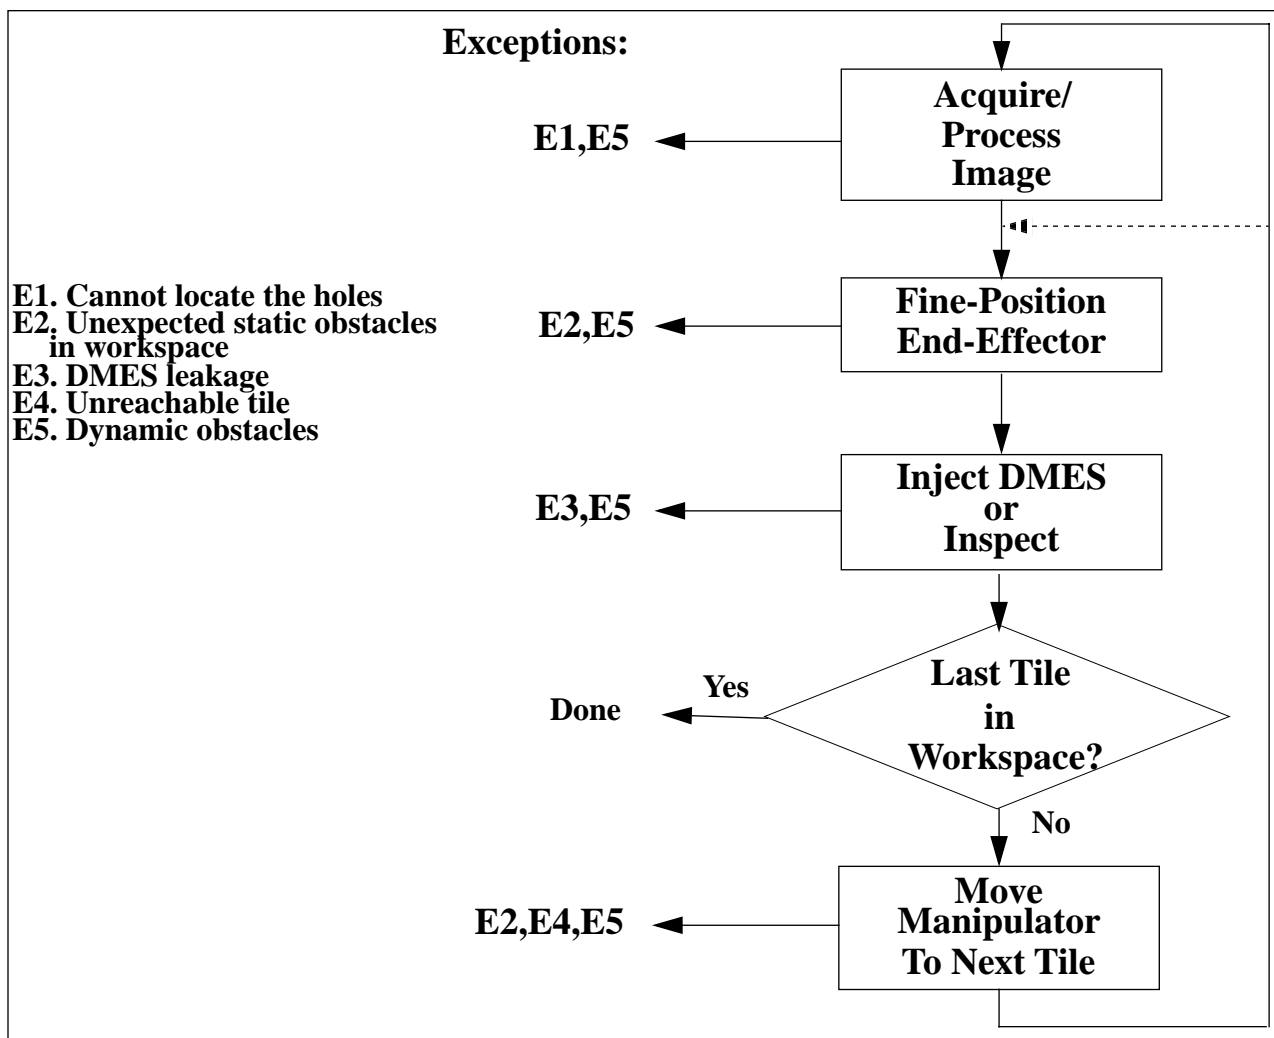 Exceptions:
Acquire/
Process
Image
E1,E5
E1. Cannot locate the holes
E2. Unexpected static obstacles
in workspace
E3. DMES leakage
E4. Unreachable tile
E5. Dynamic obstacles
Fine-Position
End-Effector
E2,E5
Inject DMES
or
Inspect
E3,E5
Last Tile
in
Workspace?
Yes
Done
No
Move
Manipulator
To Next Tile
E2,E4,E5